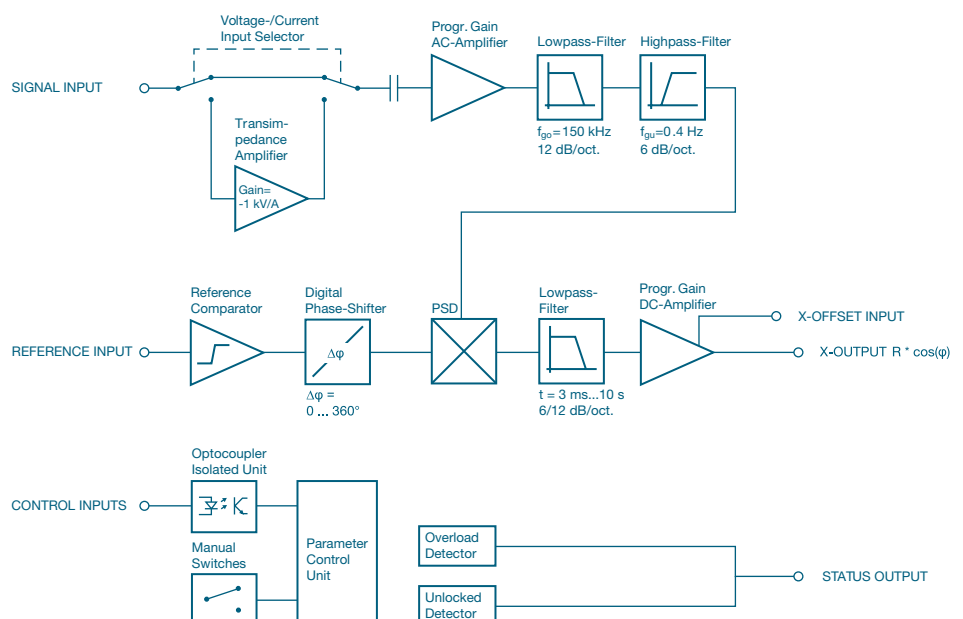 Voltage-/Current
Input Selector
Progr. Gain
AC-Amplifier
Lowpass-Filter
Highpass-Filter
SIGNAL INPUT
Transim-
pedance
Amplifier
Gain=
-1 kV/A
fgo=150 kHz
12 dB/oct.
fgu=0.4 Hz
6 dB/oct.
Reference
Comparator
Digital
Phase-Shifter
PSD
Lowpass-
Filter
Progr. Gain
DC-Amplifier
X-OFFSET INPUT
REFERENCE INPUT
Δφ
X-OUTPUT R * cos(φ)
Δφ =
0 ... 360°
t = 3 ms...10 s
6/12 dB/oct.
Optocoupler
Isolated Unit
CONTROL INPUTS
Manual
Switches
Parameter
Control
Unit
Overload
Detector
STATUS OUTPUT
Unlocked
Detector